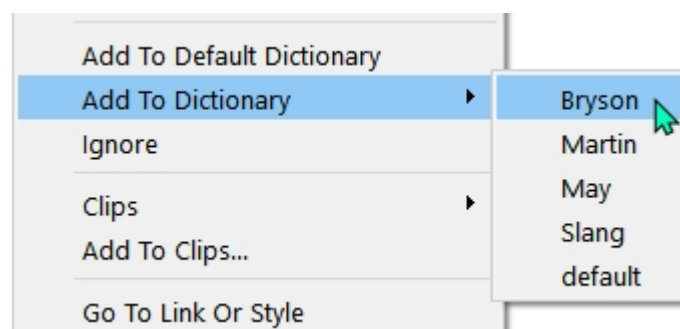 Add To Default Dictionary
Add To Dictionary
Ignore
Clips
Add To Clips...
Go To Link Or Style
Bryson
Martin
May
Slang
default